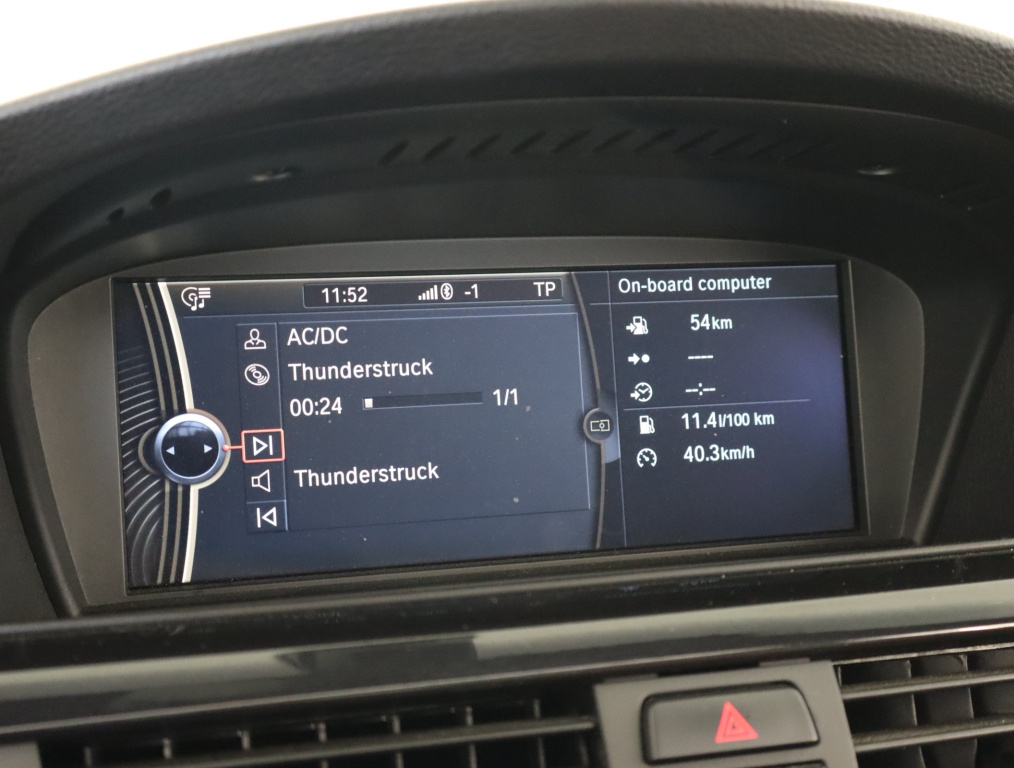 11:52 -1 TP
AC/DC
Thunderstruck
00:24 1/1
Thunderstruck
On-board computer
54km
----
--:--
11.4l/100 km
40.3km/h